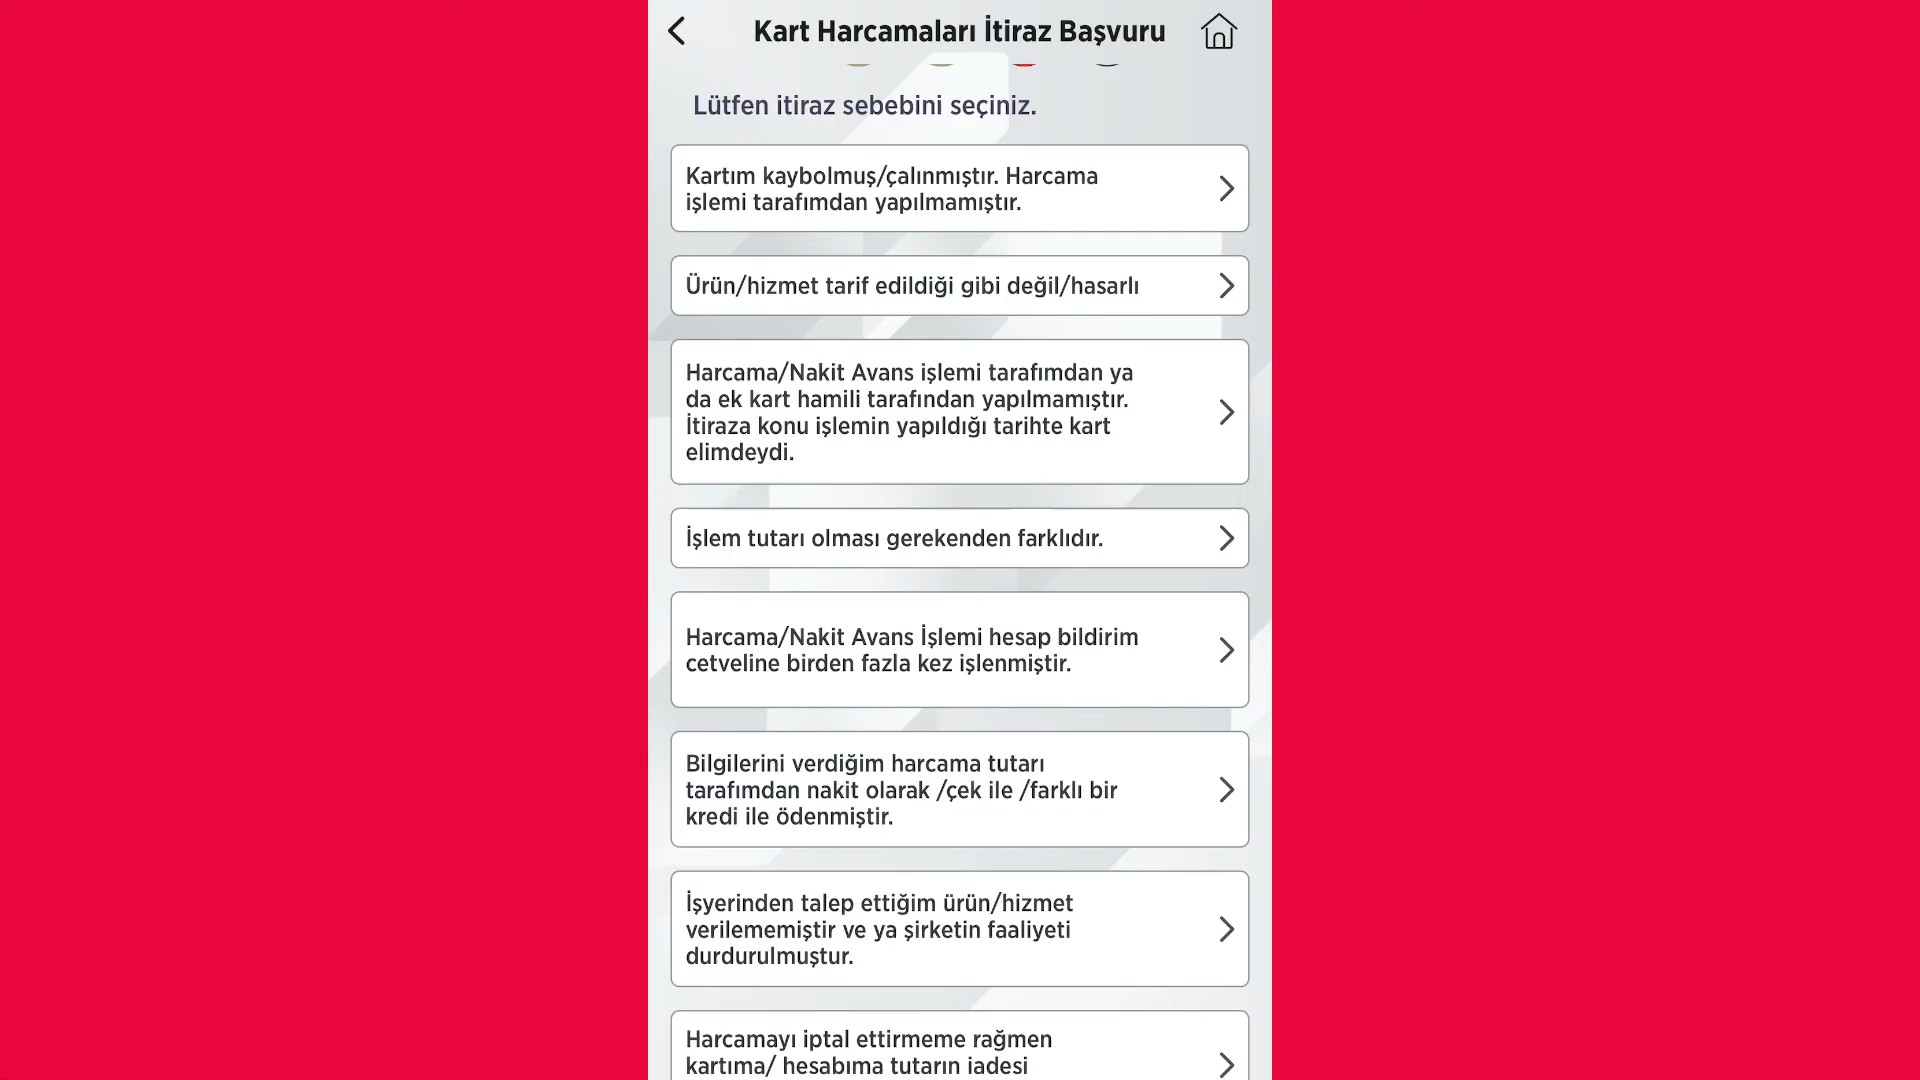 Kart Harcamaları İtiraz Başvuru
Lütfen itiraz sebebini seçiniz.
Kartım kaybolmuş/çalınmıştır. Harcama
işlemi tarafımdan yapılmamıştır.
Ürün/hizmet tarif edildiği gibi değil/hasarlı
Harcama/Nakit Avans işlemi tarafımdan ya
da ek kart hamili tarafından yapılmamıştır.
İtiraza konu işlemin yapıldığı tarihte kart
elimdeydi.
İşlem tutarı olması gerekenden farklıdır.
Harcama/Nakit Avans İşlemi hesap bildirim
cetveline birden fazla kez işlenmiştir.
Bilgilerini verdiğim harcama tutarı
tarafımdan nakit olarak /çek ile /farklı bir
kredi ile ödenmiştir.
İşyerinden talep ettiğim ürün/hizmet
verilememiştir ve ya şirketin faaliyeti
durdurulmuştur.
Harcamayı iptal ettirmeme rağmen
kartıma/ hesabıma tutarın iadesi